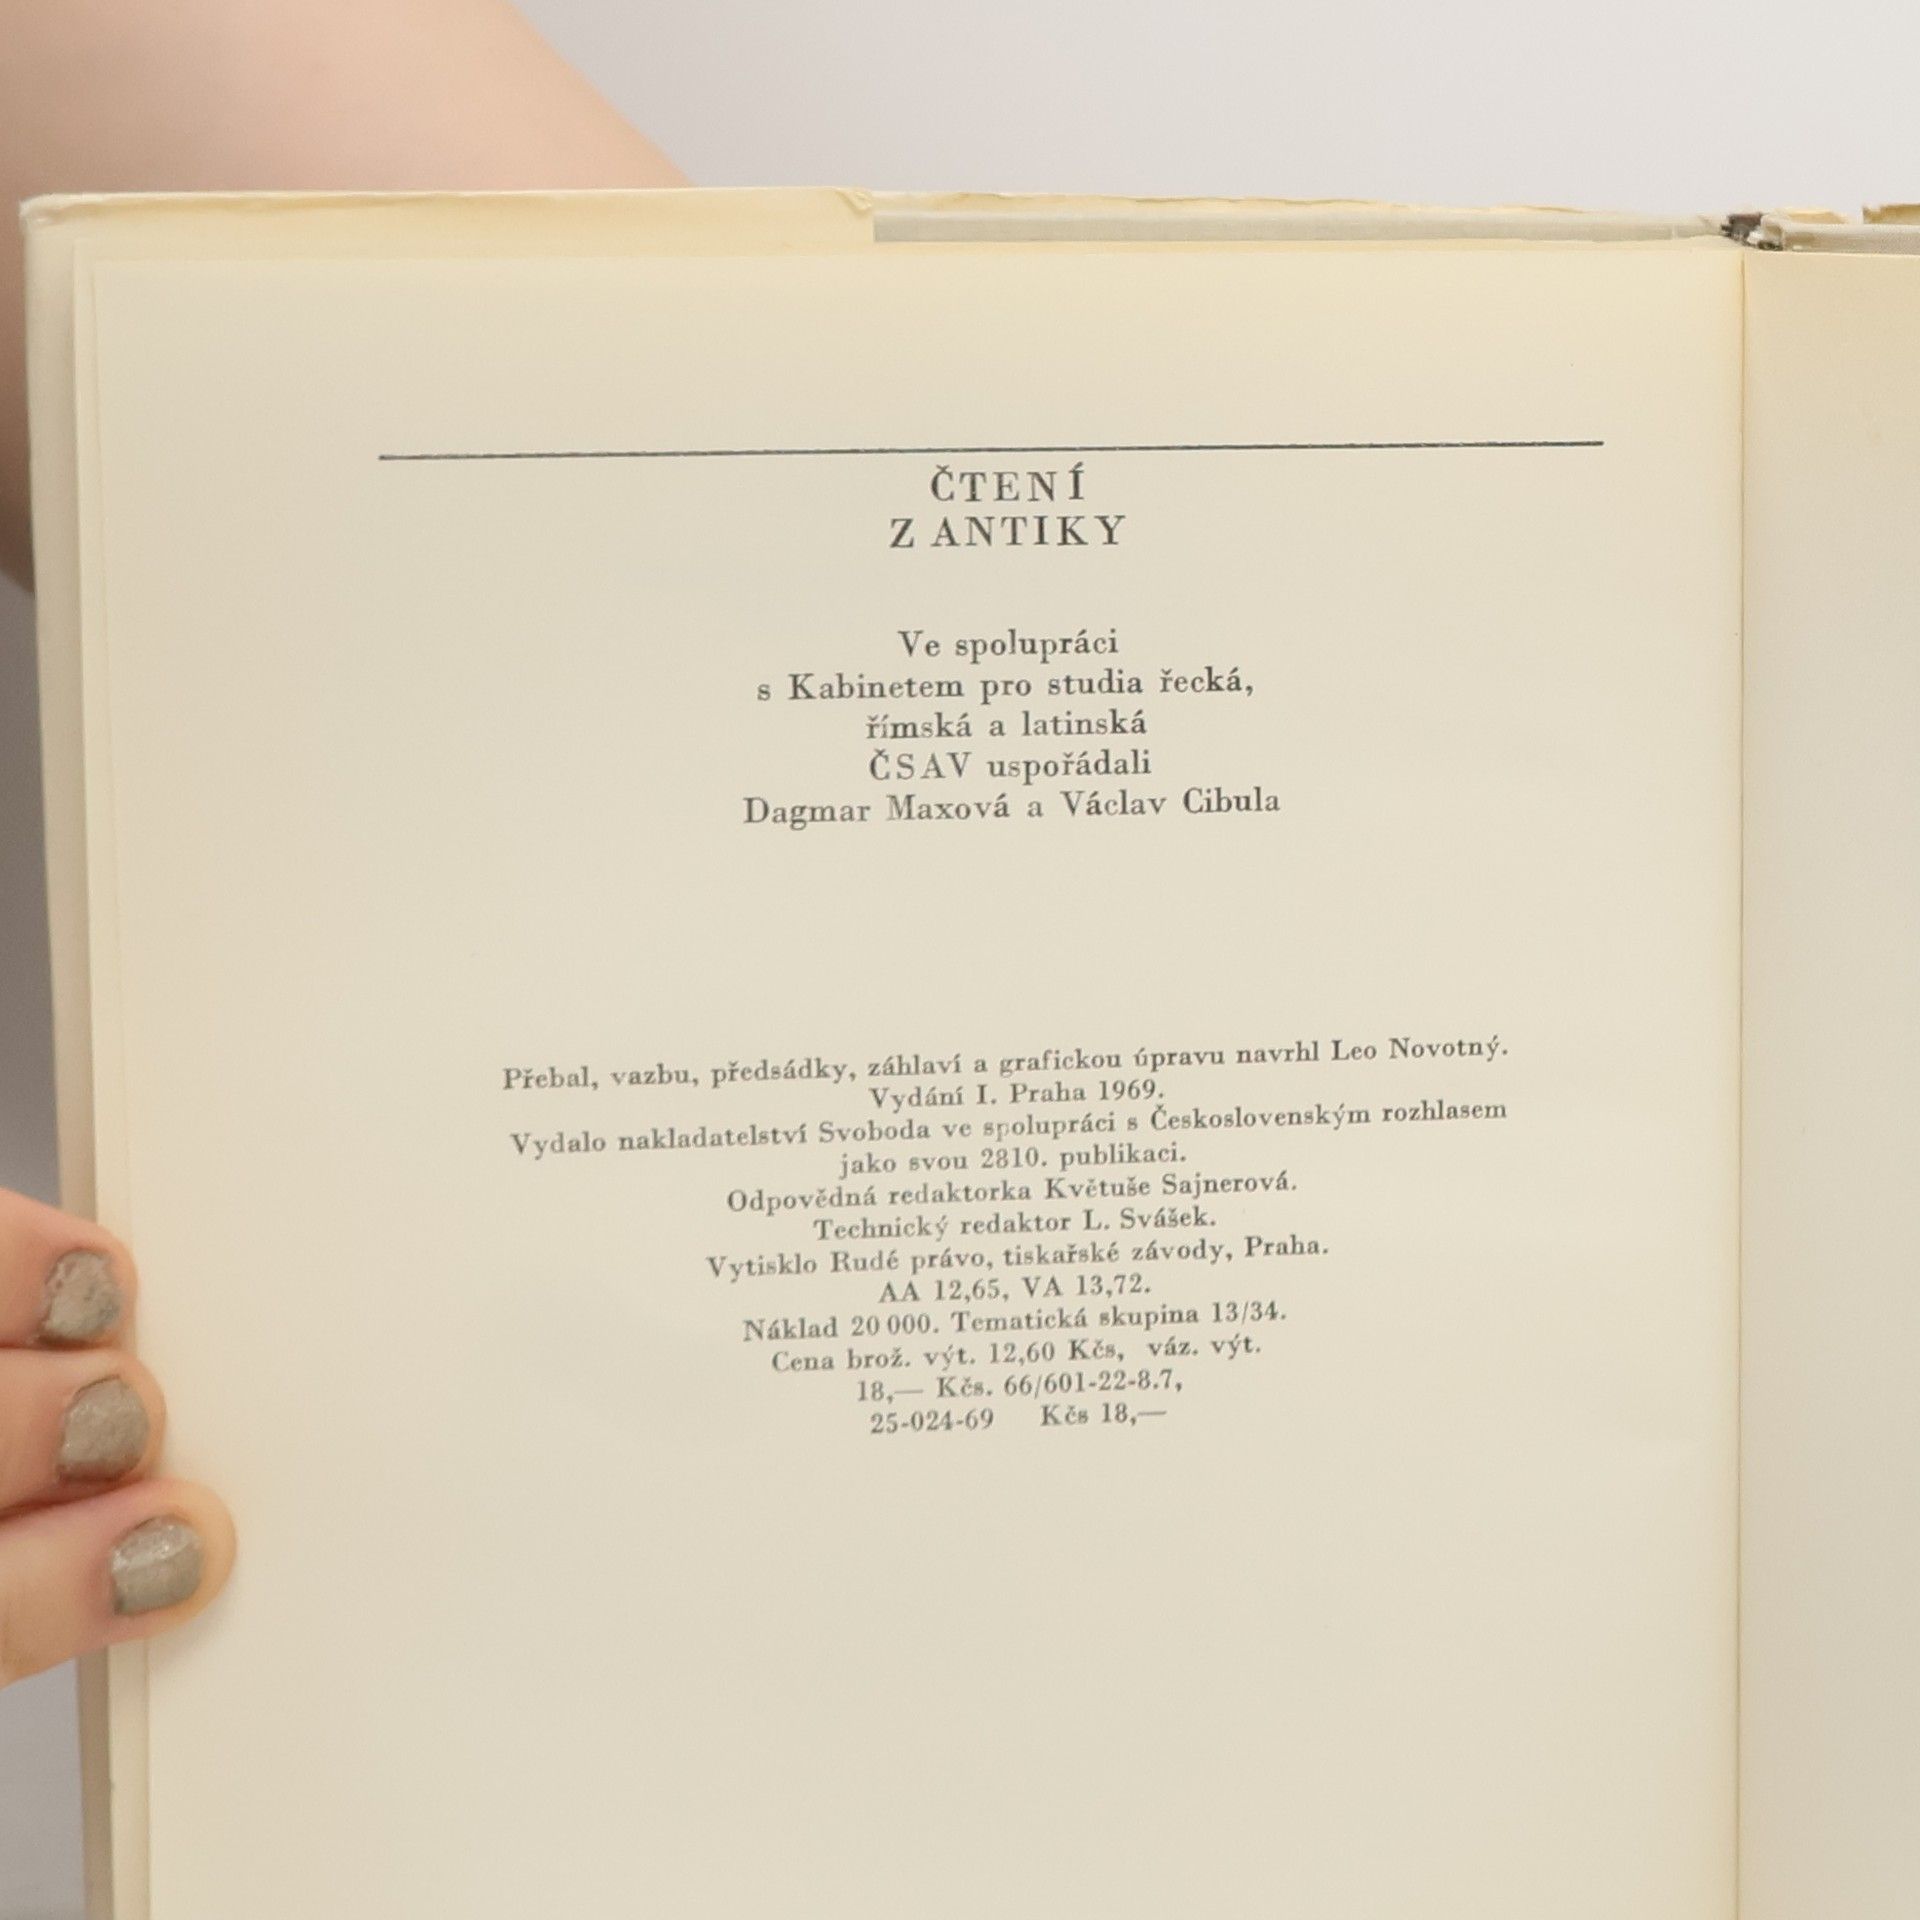 ČTENÍ
Z ANTIKY
Ve spolupráci
s Kabinetem pro studia řecká,
římská a latinská
ČSAV uspořádali
Dagmar Maxová a Václav Cibula
Přebal, vazbu, předsádky, záhlaví a grafickou úpravu navrhl Leo Novotný.
Vydání I. Praha 1969.
Vydalo nakladatelství Svoboda ve spolupráci s Československým rozhlasem
jako svou 2810. publikaci.
Odpovědná redaktorka Květuše Sajnerová.
Technický redaktor L. Svášek.
Vytisklo Rudé právo, tiskařské závody, Praha.
AA 12,65, VA 13,72.
Náklad 20 000. Tematická skupina 13/34.
Cena brož. výt. 12,60 Kčs, váz. výt.
18,— Kčs. 66/601-22-8.7,
25-024-69 Kčs 18,—